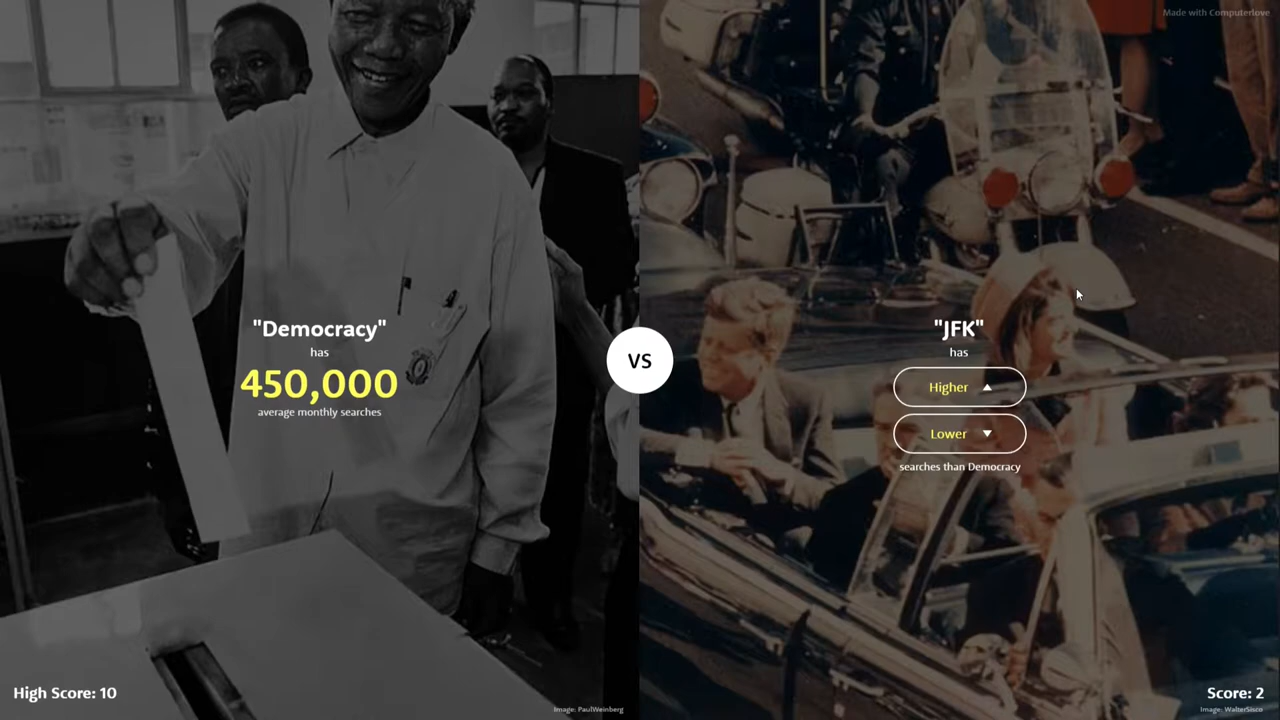 Made with Computerlove
"Democracy"
has
450,000
average monthly searches
VS
"JFK"
has
Higher
Lower
searches than Democracy
High Score: 10
Image: PaulWeinberg
Score: 2
Image: WalterSisco